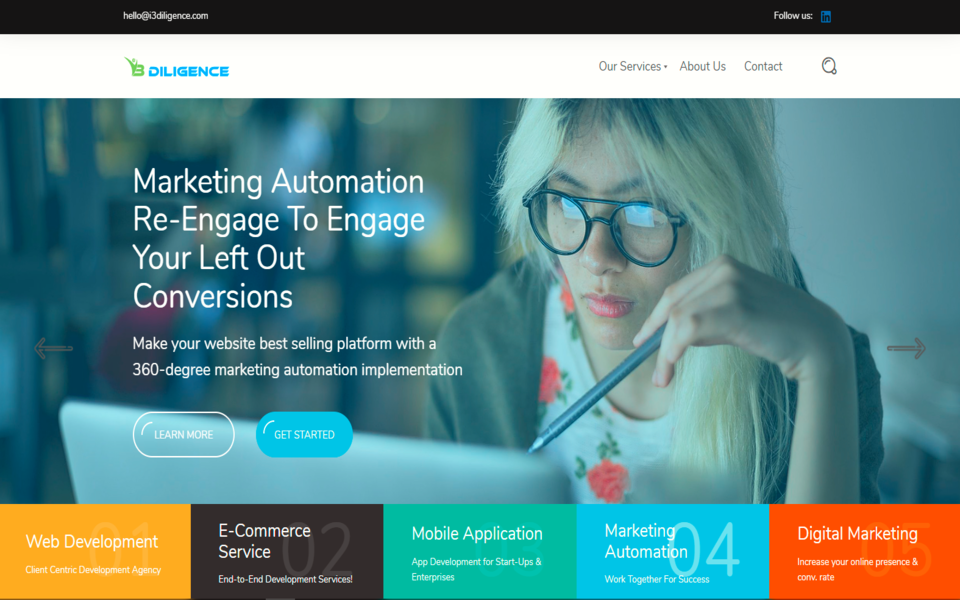 hello@i3diligence.com
Follow us:
DILIGENCE
Our Services
About Us
Contact
Marketing Automation
Re-Engage To Engage
Your Left Out
Conversions
Make your website best selling platform with a
360-degree marketing automation implementation
LEARN MORE
GET STARTED
01
Web Development
Client Centric Development Agency
02
E-Commerce
Service
End-to-End Development Services!
03
Mobile Application
App Development for Start-Ups &
Enterprises
04
Marketing
Automation
Work Together For Success
05
Digital Marketing
Increase your online presence &
conv. rate